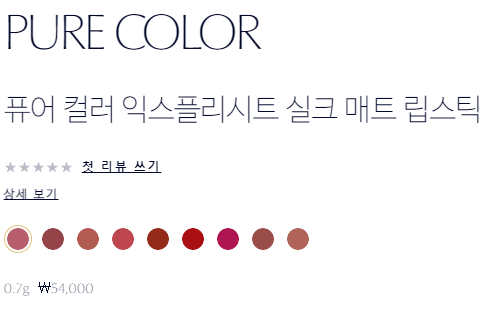 PURE COLOR
퓨어 컬러 익스플리시트 실크 매트 립스틱
★★★★★ 첫 리뷰 쓰기
상세 보기
0.7g ₩54,000